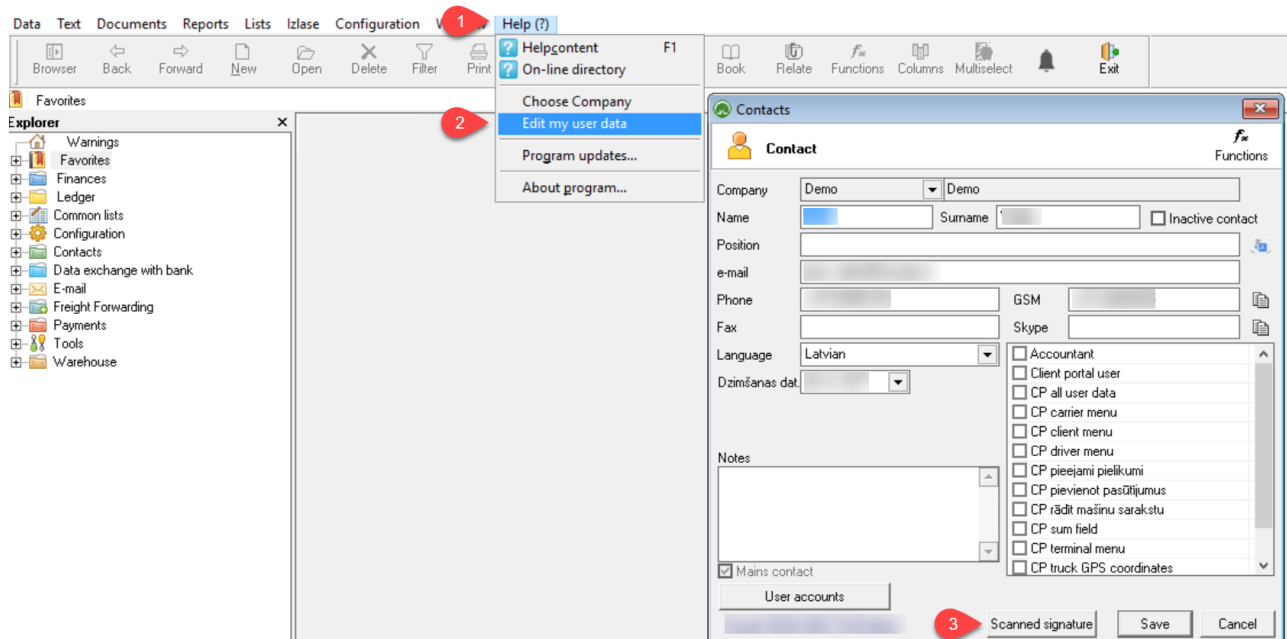 Data Text Documents Reports Lists Izlase Configuration 1 Help (?)
Browser Back Forward New Open Delete Filter Print Book Relate Functions Columns Multiselect Exit
Helpcontent F1
On-line directory
Choose Company
2 Edit my user data
Program updates...
About program...
Favorites
Explorer
Warnings
Favorites
Finances
Ledger
Common lists
Configuration
Contacts
Data exchange with bank
E-mail
Freight Forwarding
Payments
Tools
Warehouse
Contacts
Contact
Functions
Company Demo Demo
Name Surname Inactive contact
Position
e-mail
Phone GSM
Fax Skype
Language Latvian
Dzimšanas dat.
Accountant
Client portal user
CP all user data
CP carrier menu
CP client menu
CP driver menu
CP pieejami pielikumi
CP pievienot pasūtījumus
CP rādīt mašīnu sarakstu
CP sum field
CP terminal menu
CP truck GPS coordinates
Notes
Mains contact
User accounts
3 Scanned signature Save Cancel